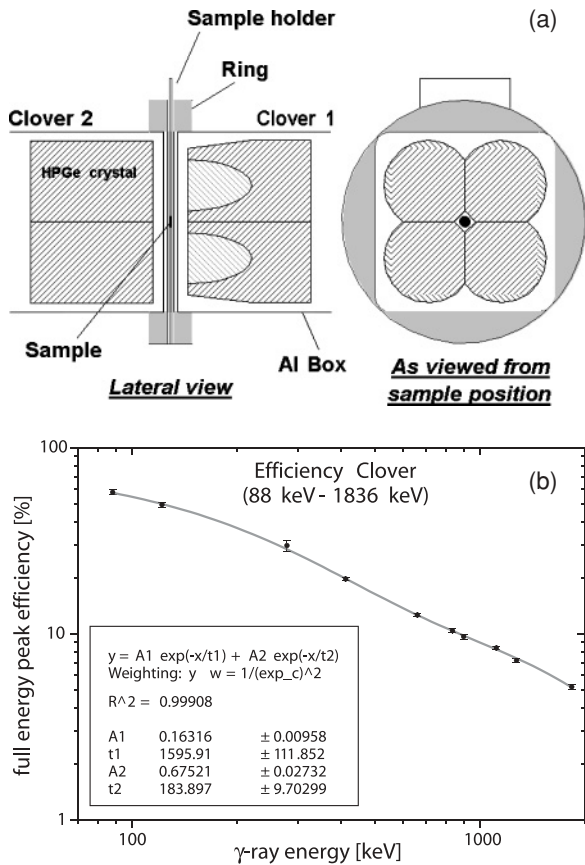 (a)
Sample holder
Ring
Clover 2
Clover 1
HPGe crystal
Sample
Al Box
Lateral view
As viewed from
sample position
(b)
Efficiency Clover
(88 keV - 1836 keV)
full energy peak efficiency [%]
100
10
1
y = A1 exp(-x/t1) + A2 exp(-x/t2)
Weighting: y w = 1/(exp_c)^2
R^2 = 0.99908
A1 0.16316 ± 0.00958
t1 1595.91 ± 111.852
A2 0.67521 ± 0.02732
t2 183.897 ± 9.70299
100 1000
γ-ray energy [keV]